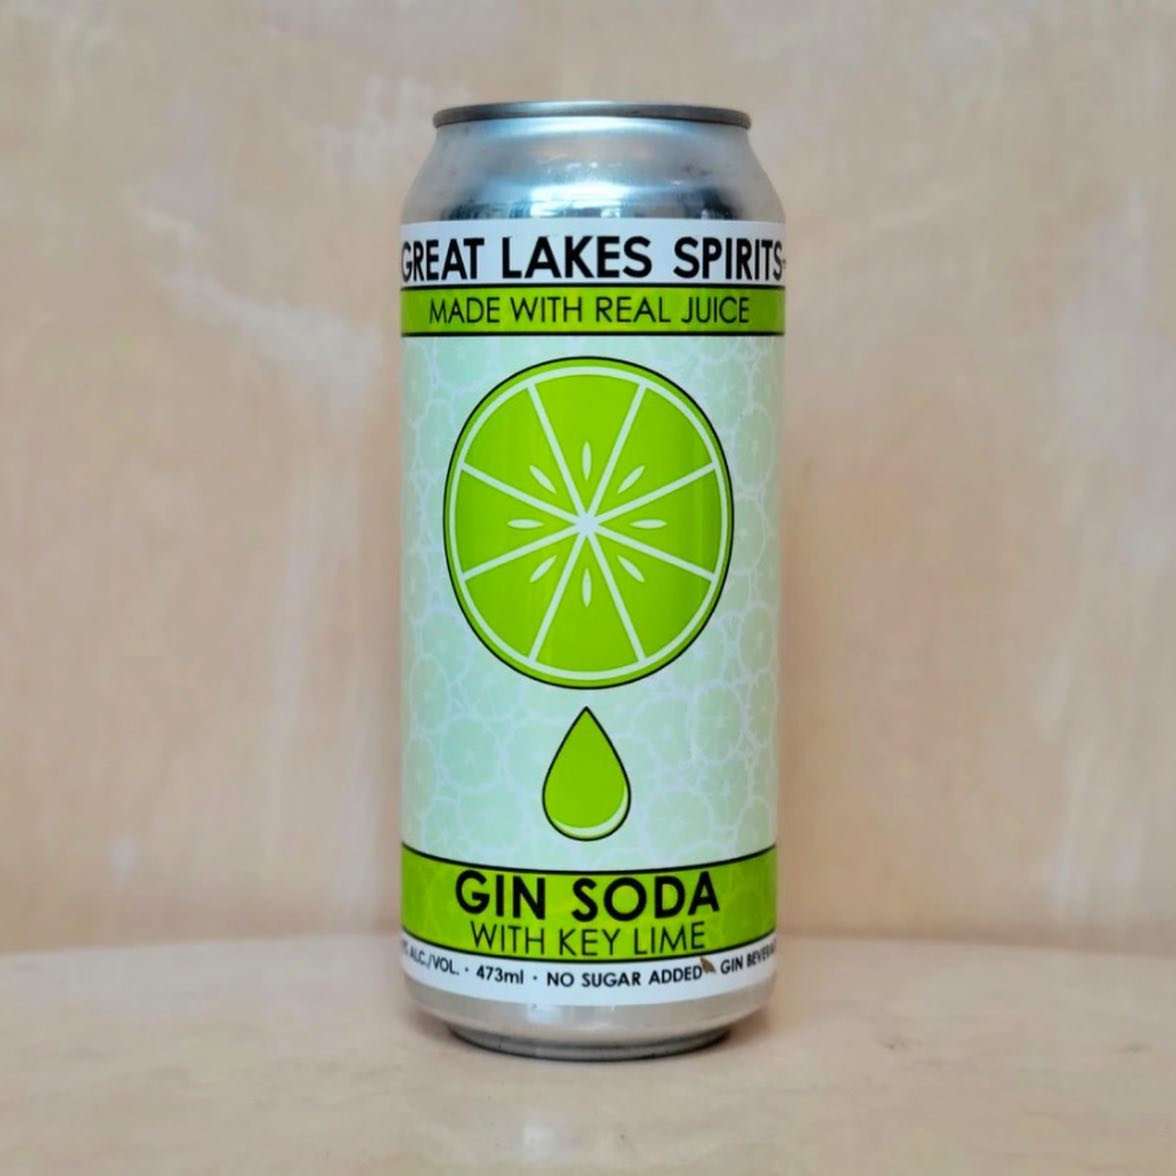 GREAT LAKES SPIRITS
MADE WITH REAL JUICE
GIN SODA
WITH KEY LIME
ALC./VOL. · 473ml · NO SUGAR ADDED GIN